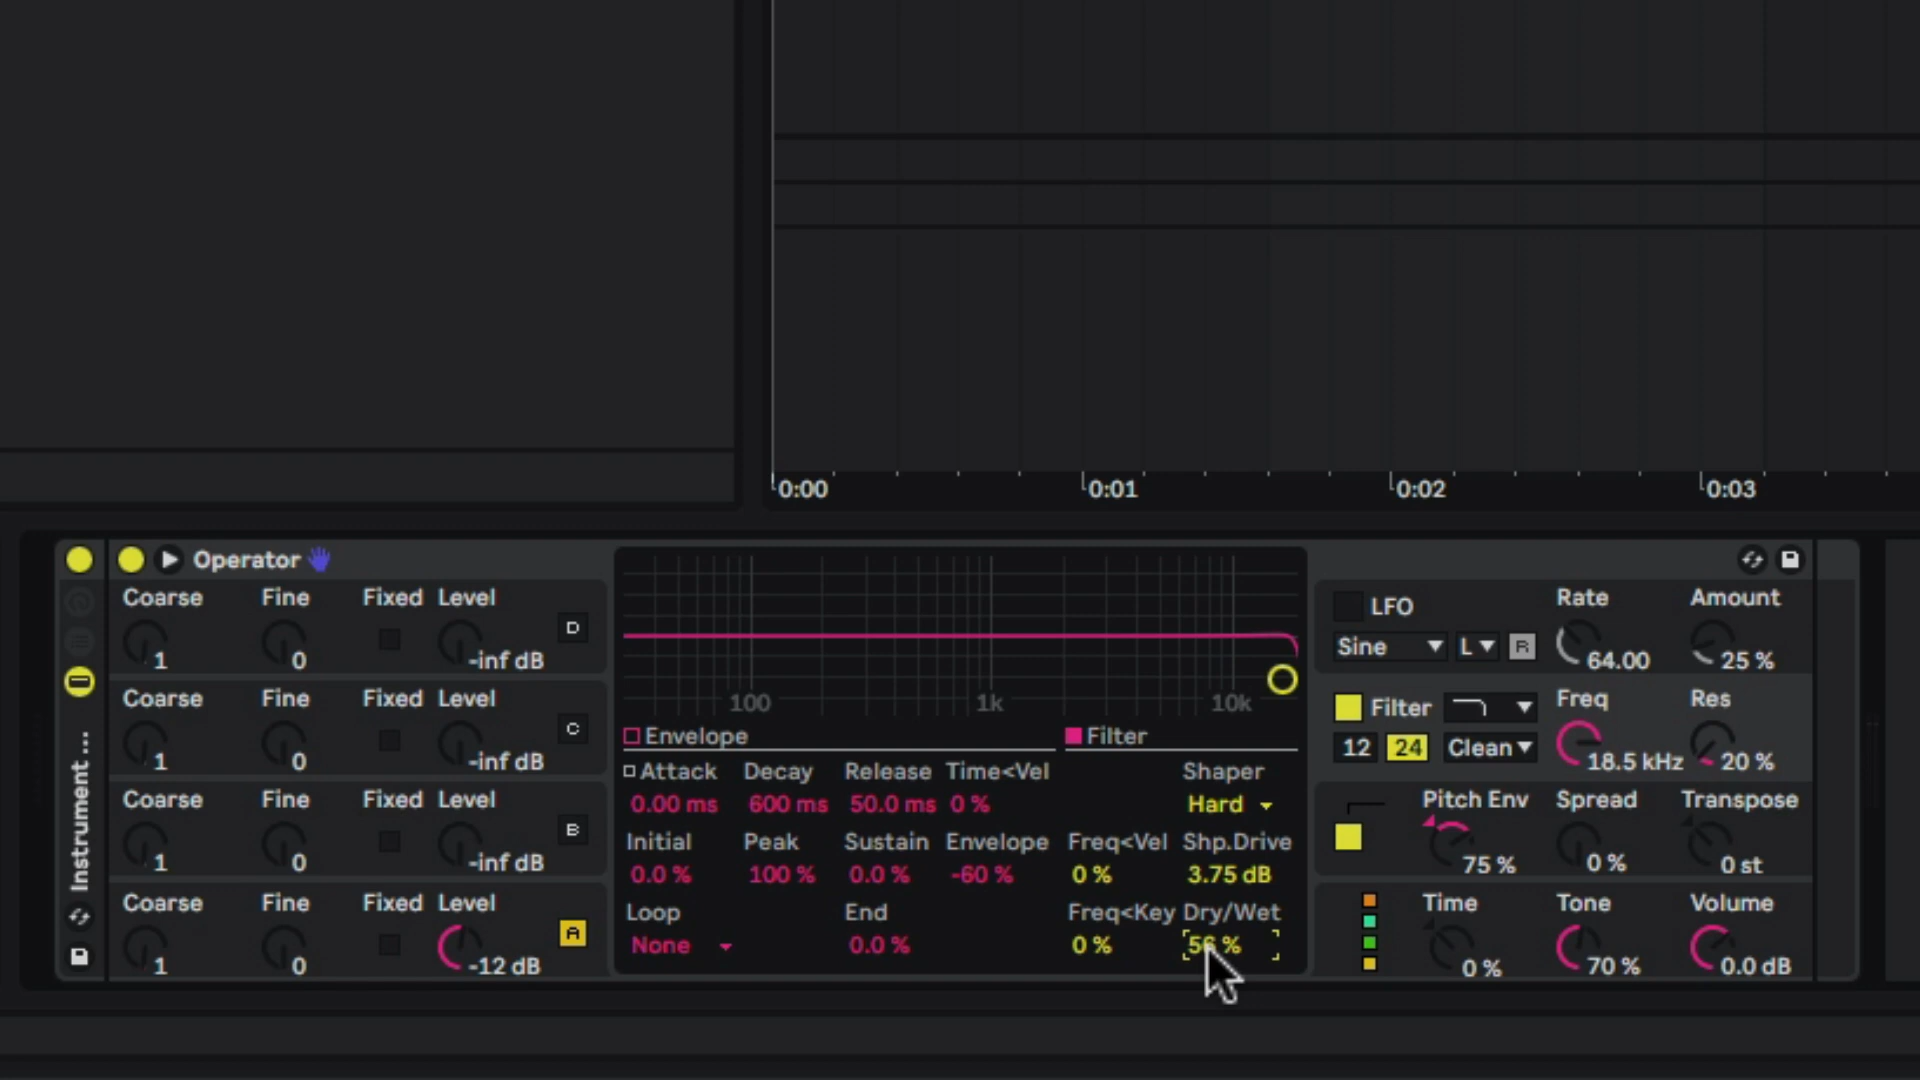 0:00 0:01 0:02 0:03
Operator
Instrument ...
Coarse Fine Fixed Level
1 0 -inf dB D
Coarse Fine Fixed Level
1 0 -inf dB C
Coarse Fine Fixed Level
1 0 -inf dB B
Coarse Fine Fixed Level
1 0 -12 dB A
100 1k 10k
Envelope Filter
Attack Decay Release Time<Vel Shaper
0.00 ms 600 ms 50.0 ms 0 % Hard
Initial Peak Sustain Envelope Freq<Vel Shp.Drive
0.0 % 100 % 0.0 % -60 % 0 % 3.75 dB
Loop End Freq<Key Dry/Wet
None 0.0 % 0 %
LFO Rate Amount
Sine L R 64.00 25 %
Filter Freq Res
12 24 Clean 18.5 kHz 20 %
Pitch Env Spread Transpose
75 % 0 % 0 st
Time Tone Volume
0 % 70 % 0.0 dB